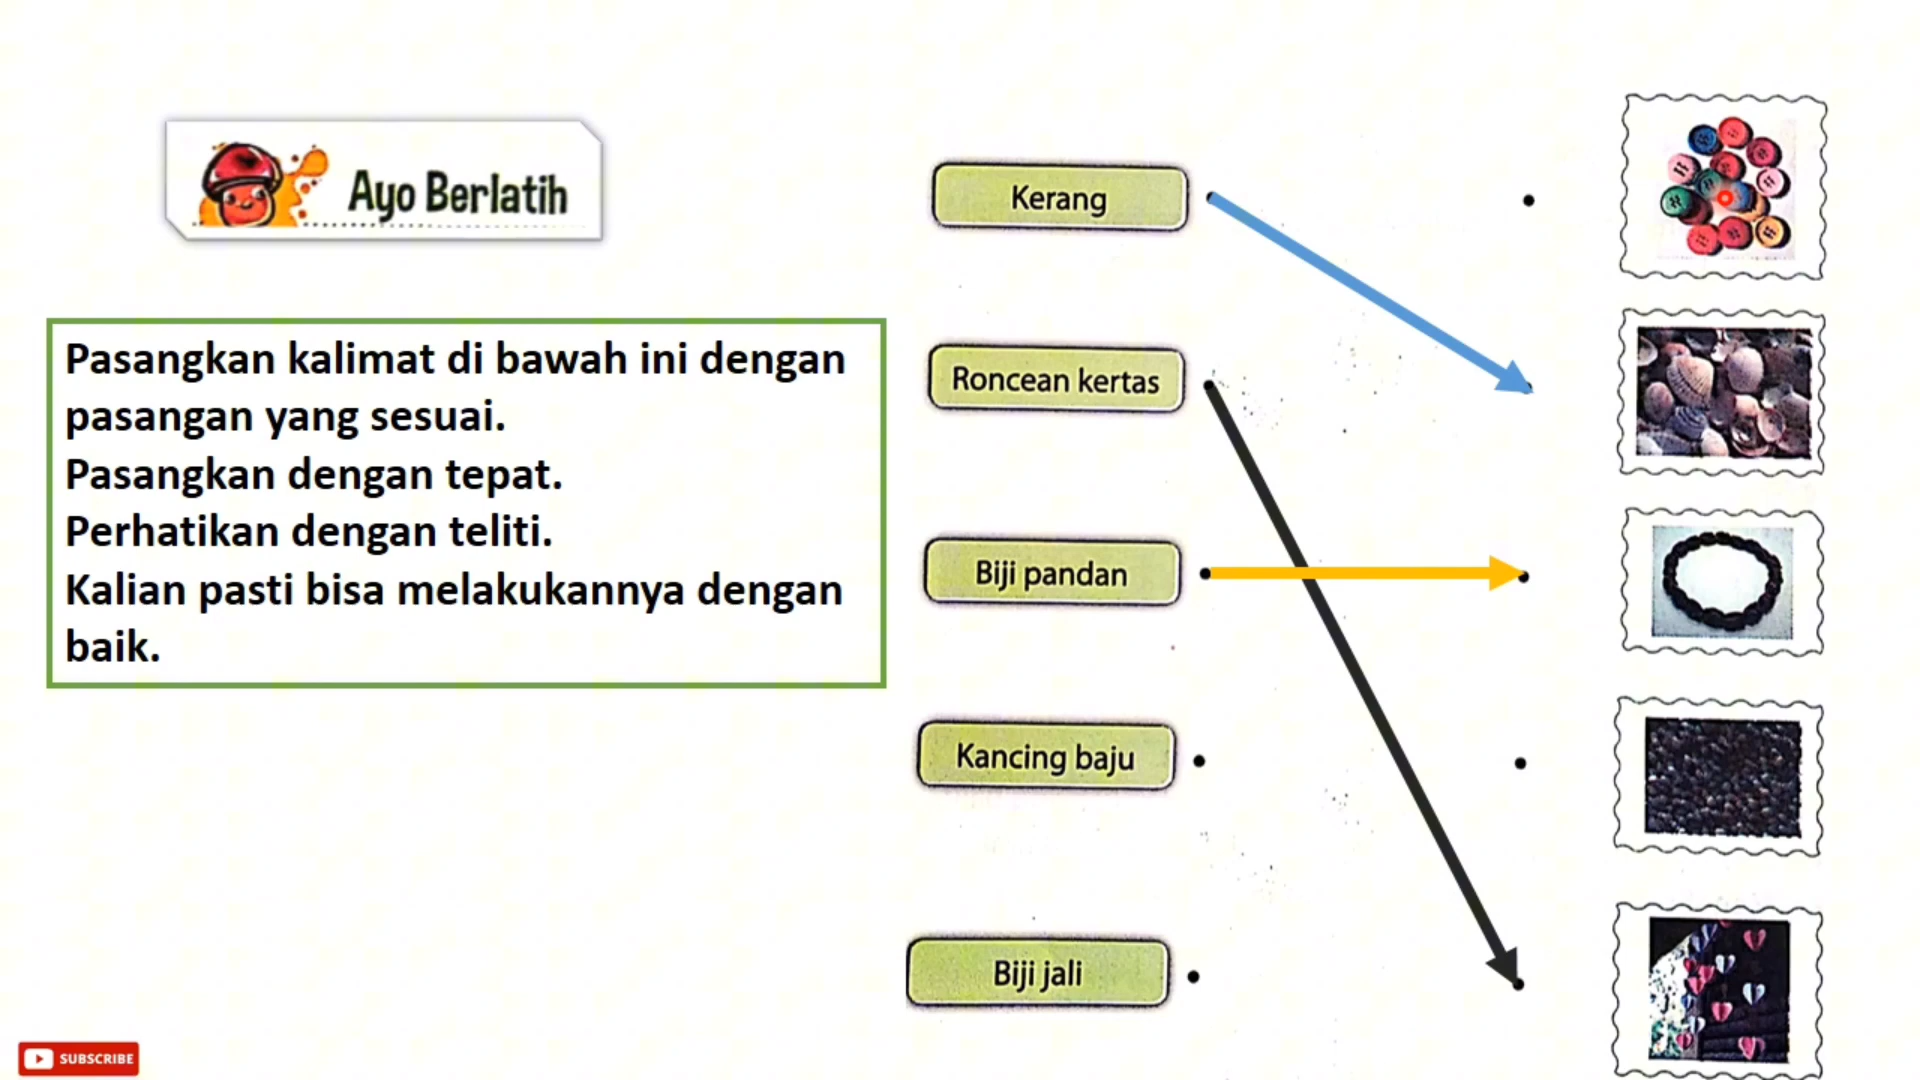 Ayo Berlatih
Pasangkan kalimat di bawah ini dengan
pasangan yang sesuai.
Pasangkan dengan tepat.
Perhatikan dengan teliti.
Kalian pasti bisa melakukannya dengan
baik.
Kerang
Roncean kertas
Biji pandan
Kancing baju
Biji jali
SUBSCRIBE